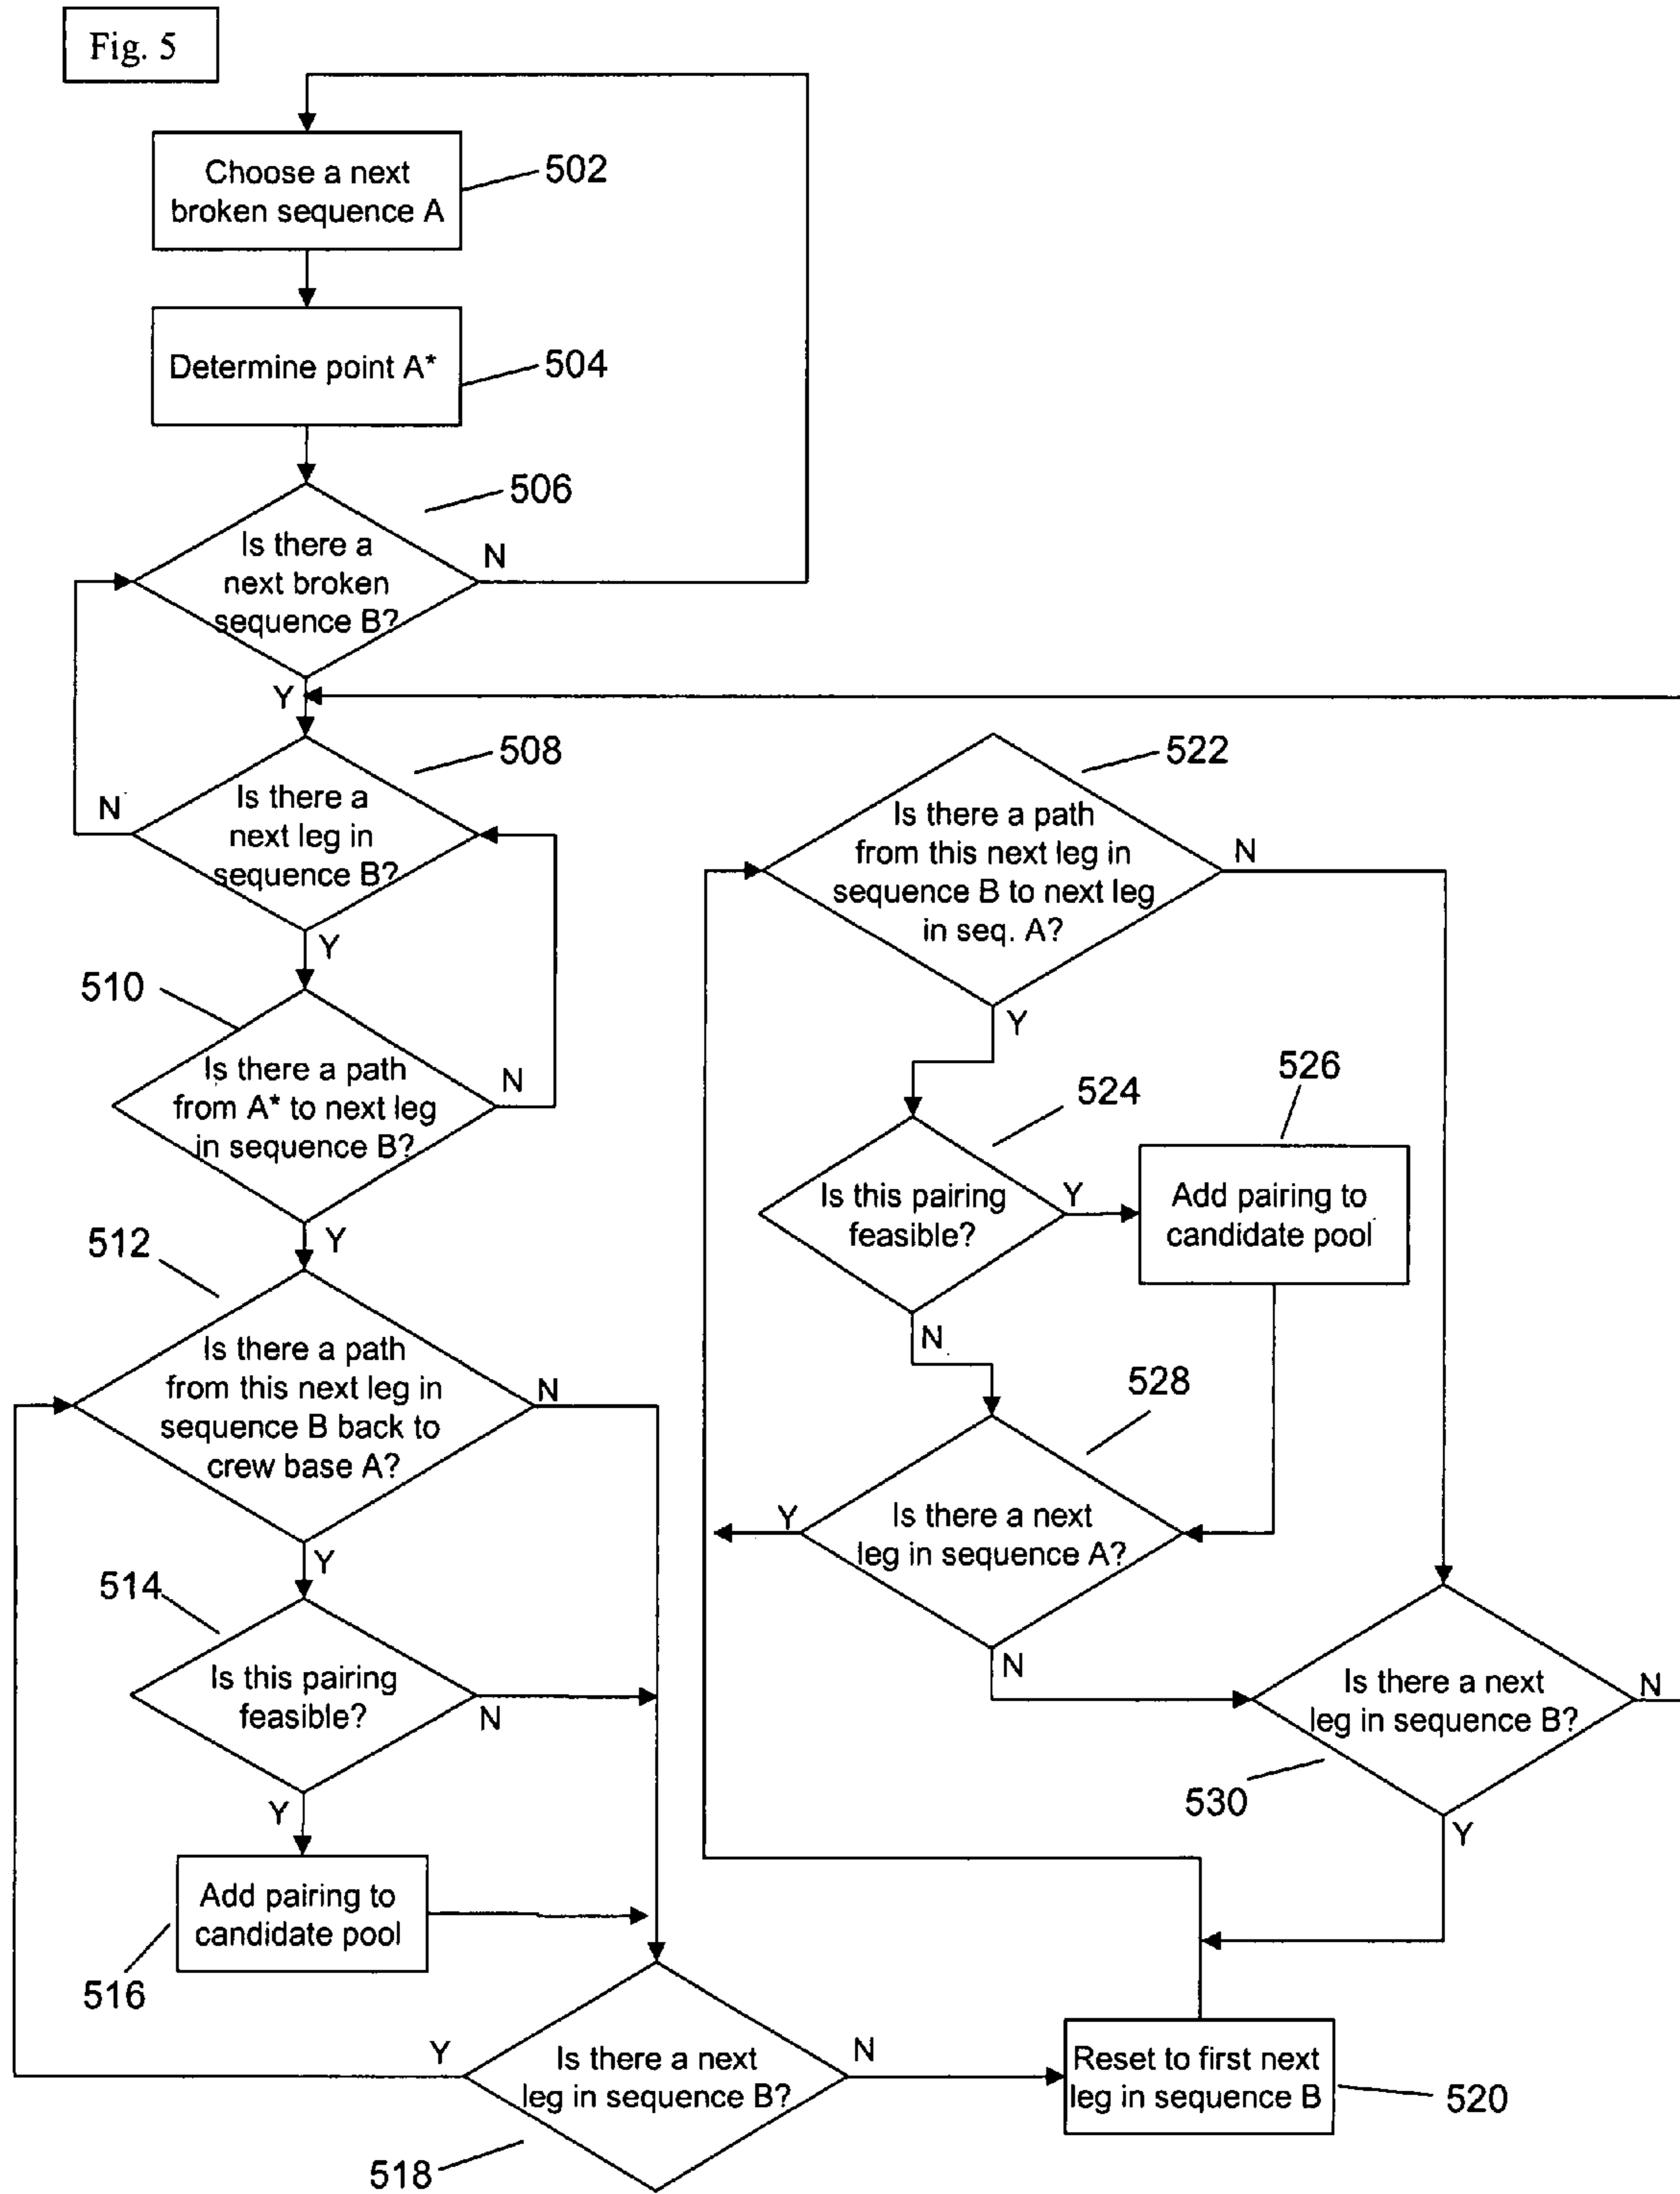 Fig. 5
Choose a next
broken sequence A
502
Determine point A*
504
506
Is there a
next broken
sequence B?
N
Y
508
Is there a
next leg in
sequence B?
N
Y
510
Is there a path
from A* to next leg
in sequence B?
N
Y
512
Is there a path
from this next leg in
sequence B back to
crew base A?
N
Y
514
Is this pairing
feasible?
N
Y
Add pairing to
candidate pool
516
Y
Is there a next
leg in sequence B?
N
518
Reset to first next
leg in sequence B
520
522
Is there a path
from this next leg in
sequence B to next leg
in seq. A?
N
Y
524
Is this pairing
feasible?
Y
N
526
Add pairing to
candidate pool
528
Y
Is there a next
leg in sequence A?
N
Is there a next
leg in sequence B?
N
530
Y